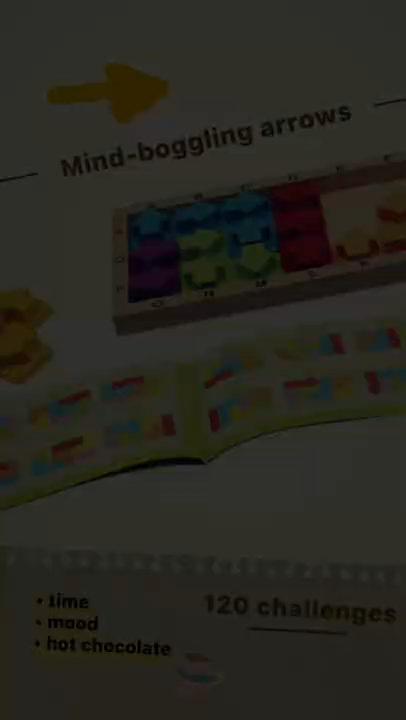 Mind-boggling arrows
• time
• mood
• hot chocolate
120 challenges